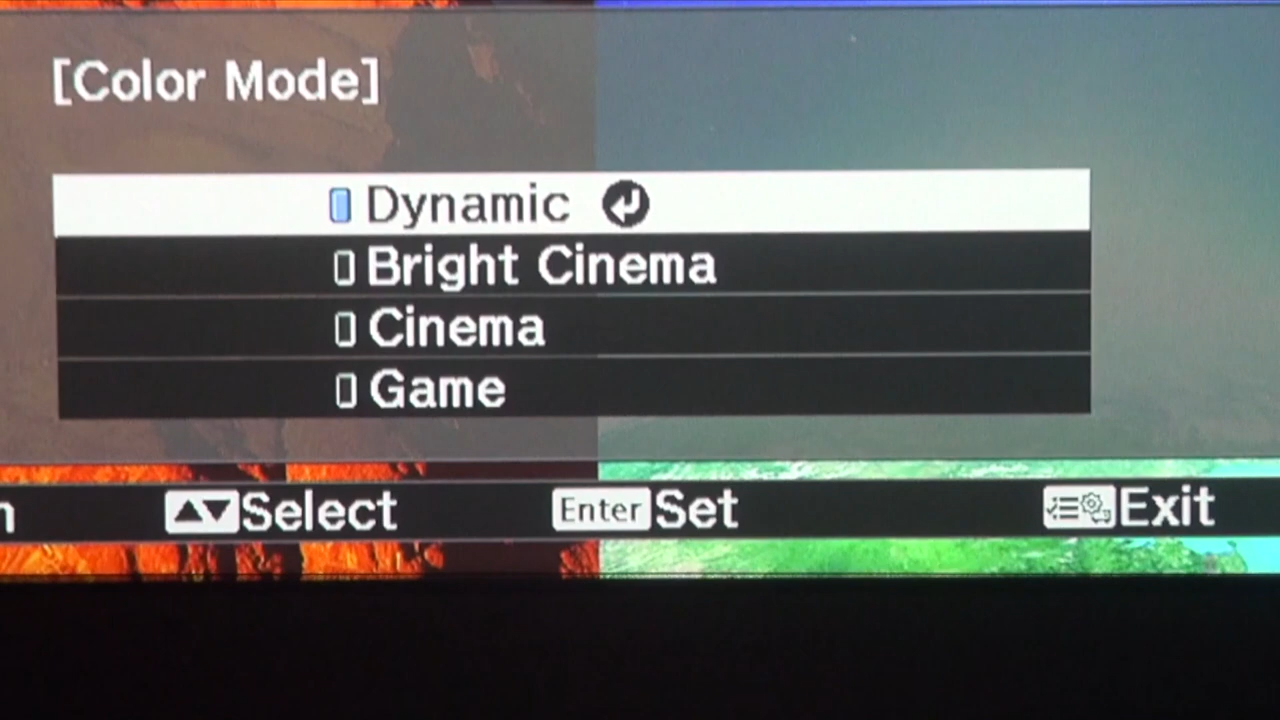 [Color Mode]
Dynamic
Bright Cinema
Cinema
Game
Select Enter Set Exit